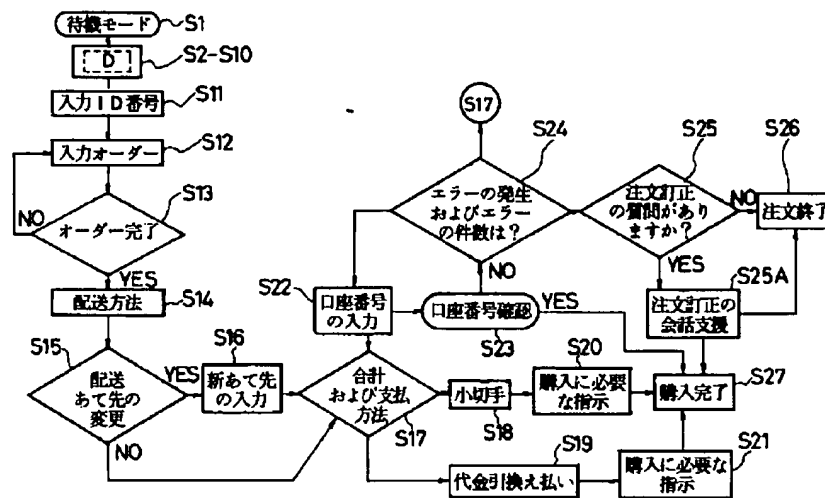 待機モード
S1
D
S2-S10
入力ID番号
S11
入力オーダー
S12
オーダー完了
S13
NO
YES
配送方法
S14
配送
あて先の
変更
S15
YES
NO
新あて先
の入力
S16
合計
および支払
方法
S17
小切手
S18
購入に必要
な指示
S20
代金引換え払い
S19
購入に必要な
指示
S21
口座番号
の入力
S22
口座番号確認
S23
NO
YES
S17
エラーの発生
およびエラー
の件数は?
S24
注文訂正
の質問があり
ますか?
S25
NO
YES
注文終了
S26
注文訂正の
会話支援
S25A
購入完了
S27